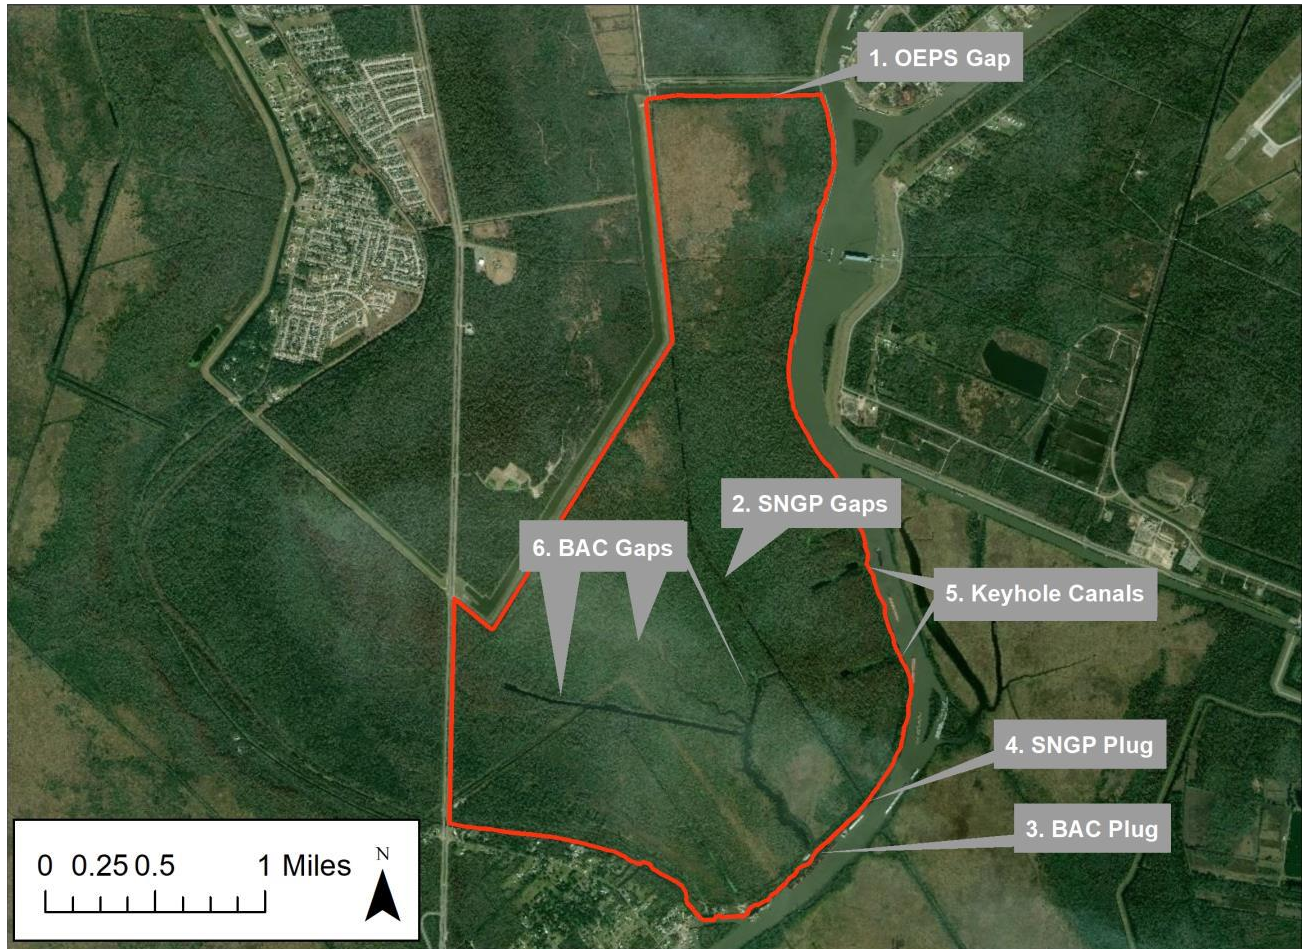 1. OEPS Gap
2. SNGP Gaps
6. BAC Gaps
5. Keyhole Canals
4. SNGP Plug
3. BAC Plug
0 0.25 0.5 1 Miles
N